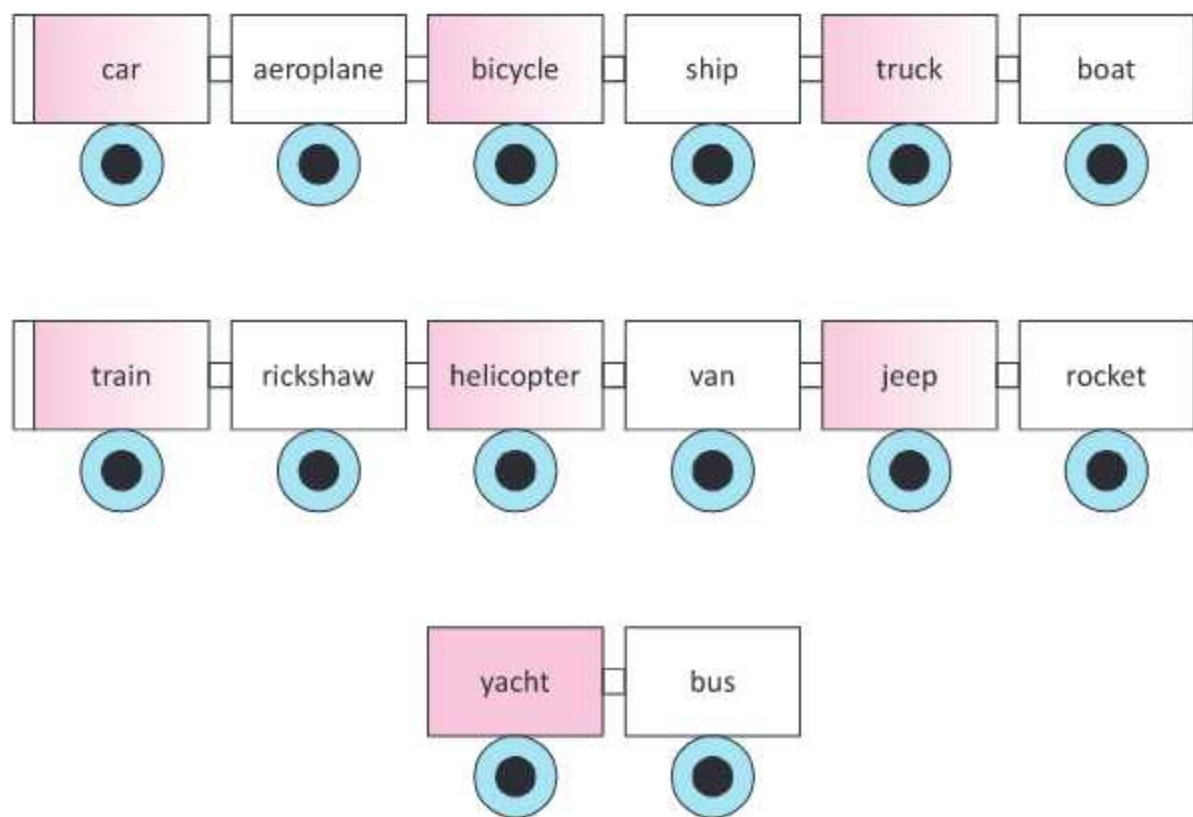 car aeroplane bicycle ship truck boat
train rickshaw helicopter van jeep rocket
yacht bus